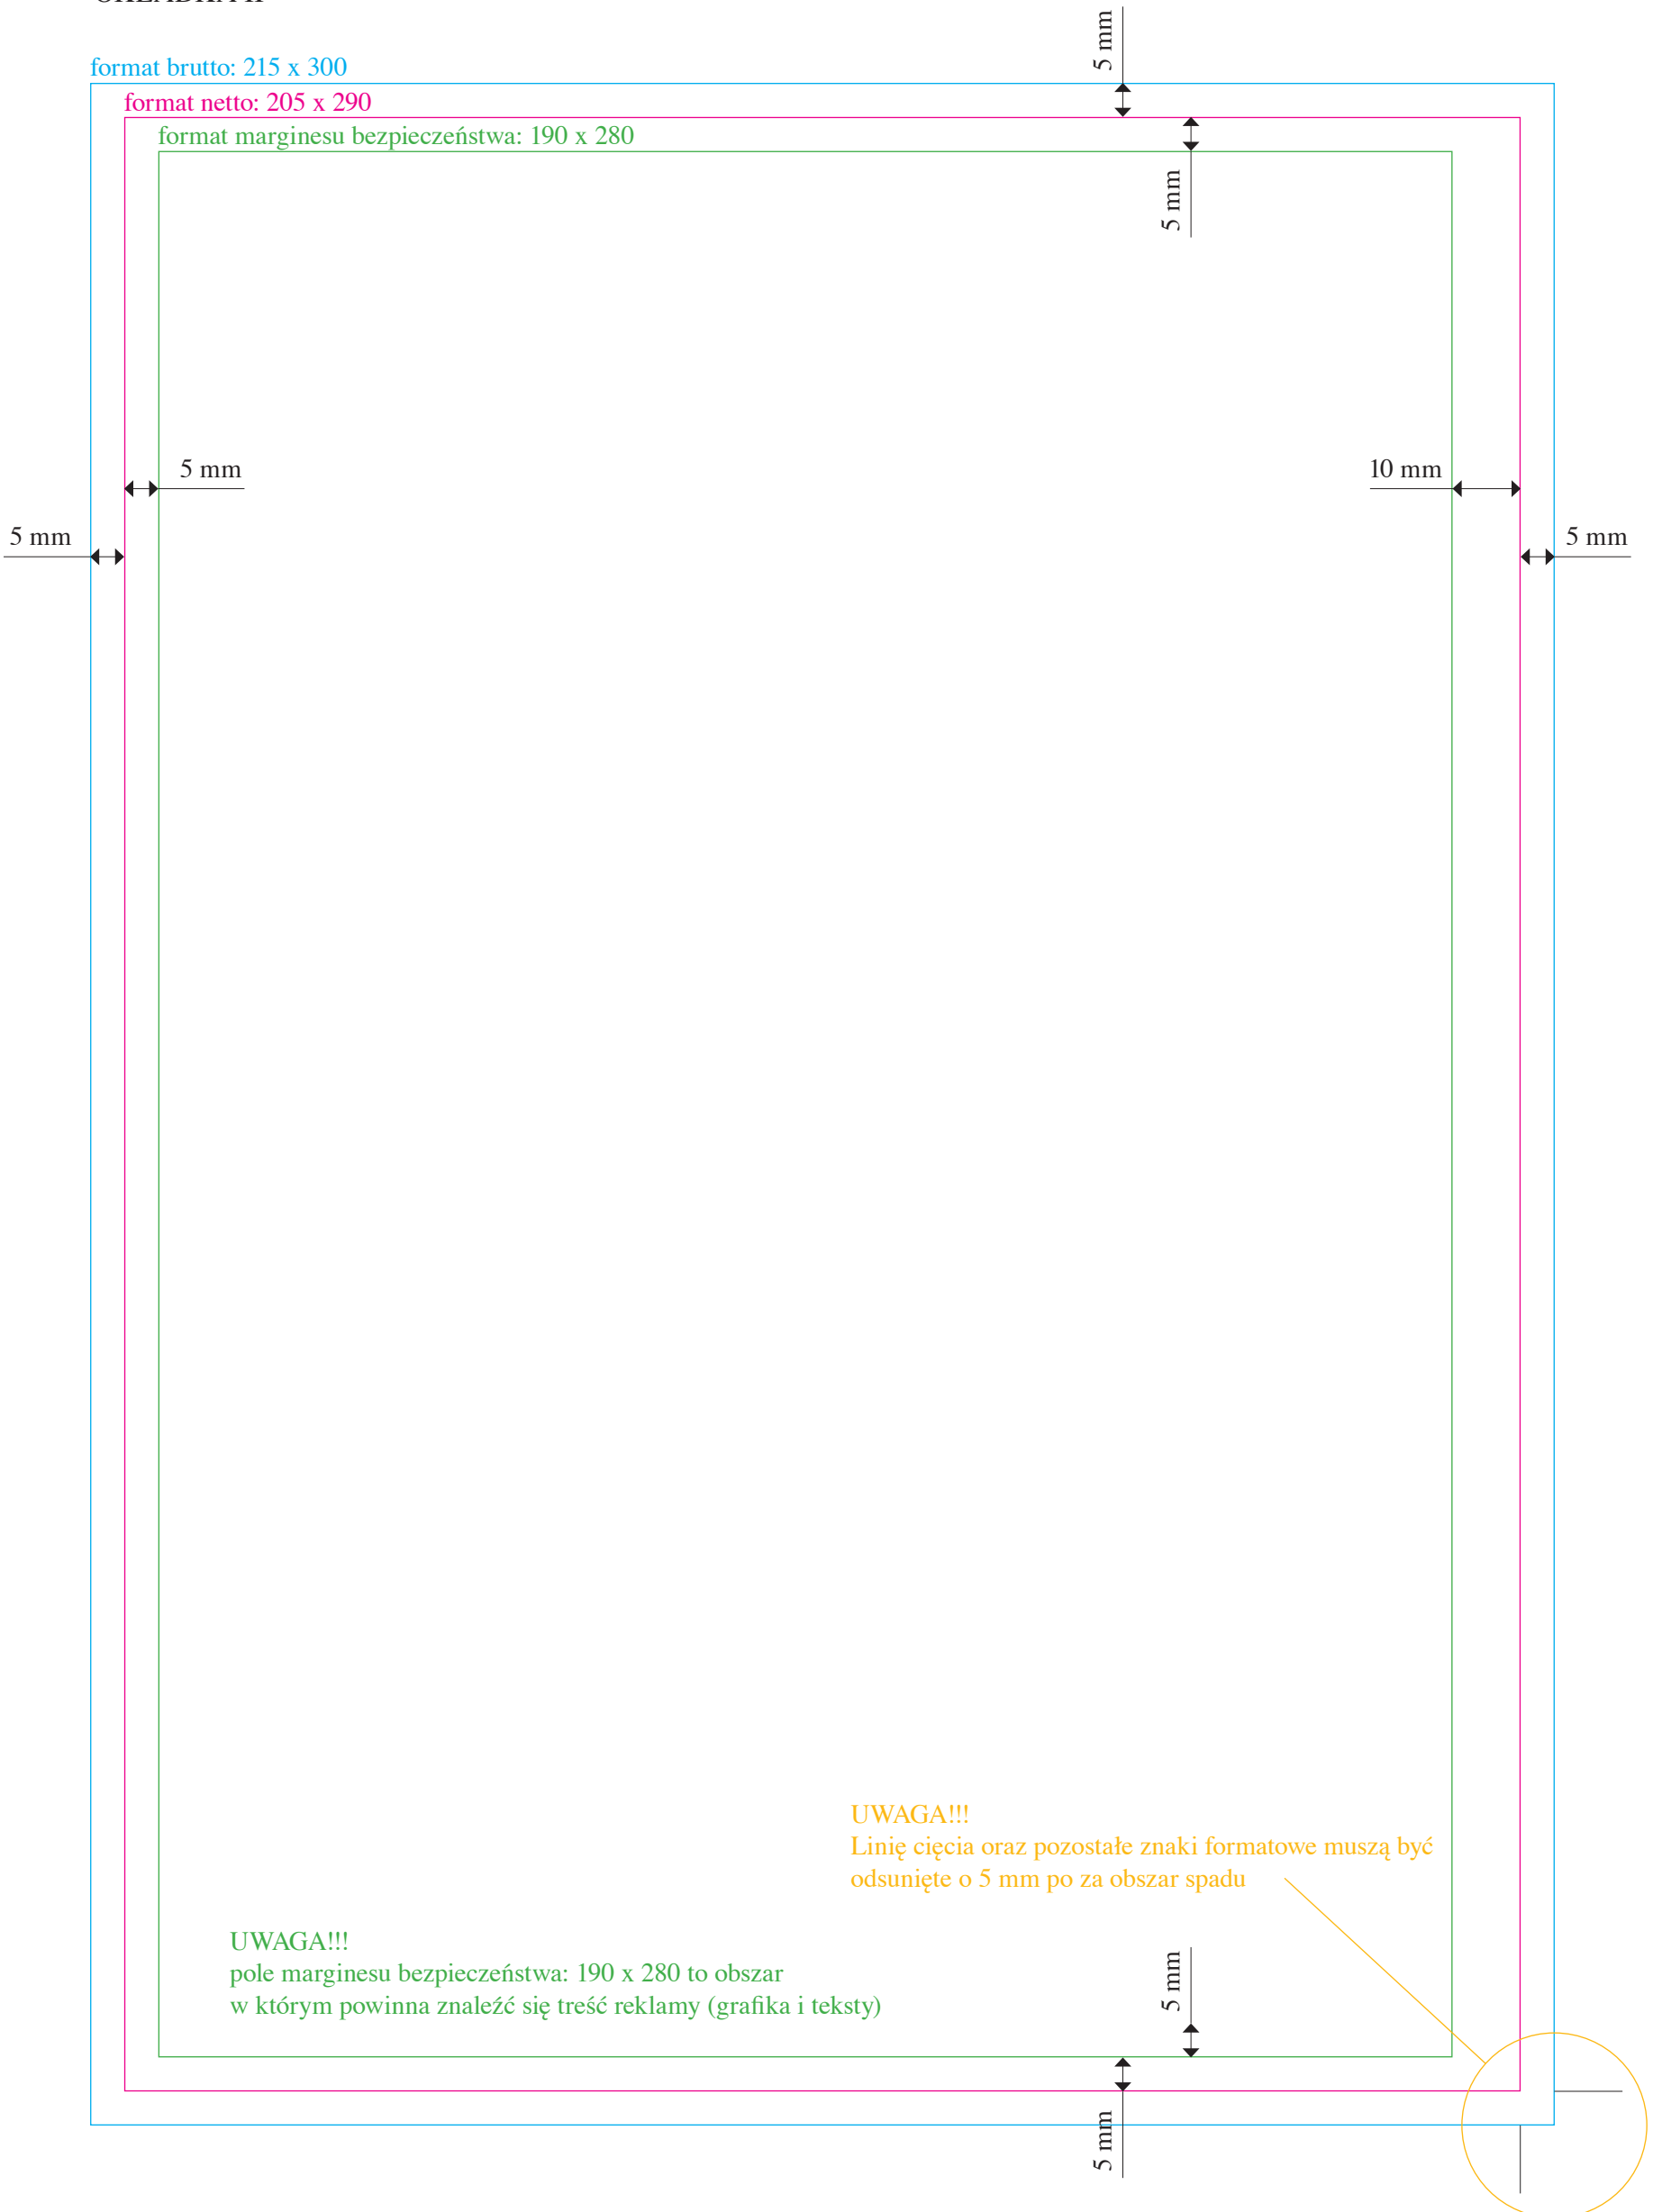 format brutto: 215 x 300
format netto: 205 x 290
format marginesu bezpieczeństwa: 190 x 280
5 mm
5 mm
5 mm
10 mm
5 mm
5 mm
UWAGA!!!
Linię cięcia oraz pozostałe znaki formatowe muszą być
odsunięte o 5 mm po za obszar spadu
UWAGA!!!
pole marginesu bezpieczeństwa: 190 x 280 to obszar
w którym powinna znaleźć się treść reklamy (grafika i teksty)
5 mm
5 mm